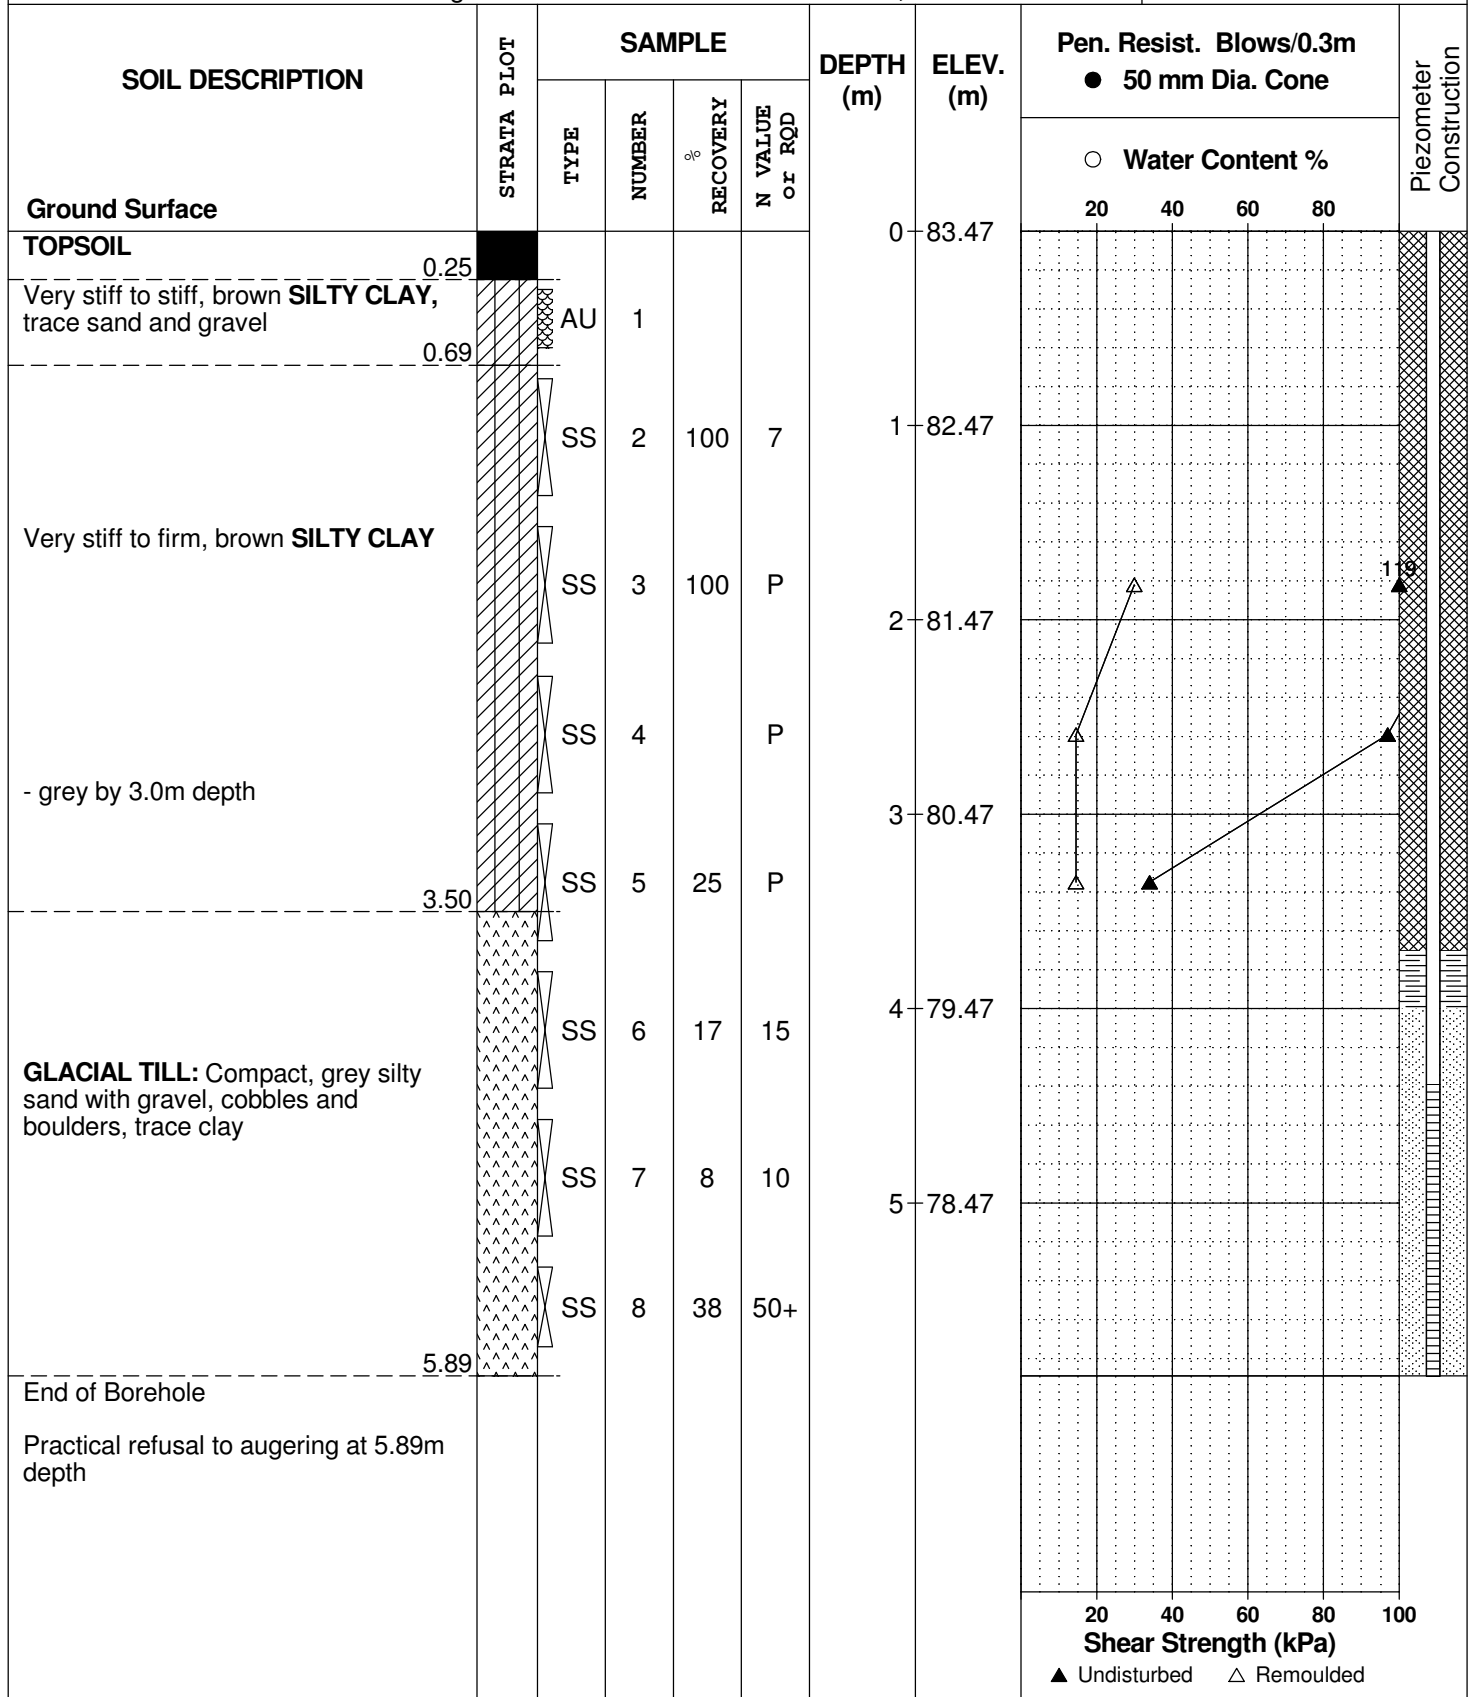 SOIL DESCRIPTION
STRATA PLOT
SAMPLE
TYPE
NUMBER
% RECOVERY
N VALUE or RQD
DEPTH (m)
ELEV. (m)
Pen. Resist. Blows/0.3m
● 50 mm Dia. Cone
○ Water Content %
Piezometer Construction
20 40 60 80
Ground Surface
0 83.47
TOPSOIL
0.25
Very stiff to stiff, brown SILTY CLAY,
trace sand and gravel
0.69
AU 1
SS 2 100 7
1 82.47
Very stiff to firm, brown SILTY CLAY
SS 3 100 P
119
2 81.47
SS 4 P
- grey by 3.0m depth
3 80.47
SS 5 25 P
3.50
4 79.47
SS 6 17 15
GLACIAL TILL: Compact, grey silty
sand with gravel, cobbles and
boulders, trace clay
SS 7 8 10
5 78.47
SS 8 38 50+
5.89
End of Borehole
Practical refusal to augering at 5.89m
depth
20 40 60 80 100
Shear Strength (kPa)
▲ Undisturbed △ Remoulded